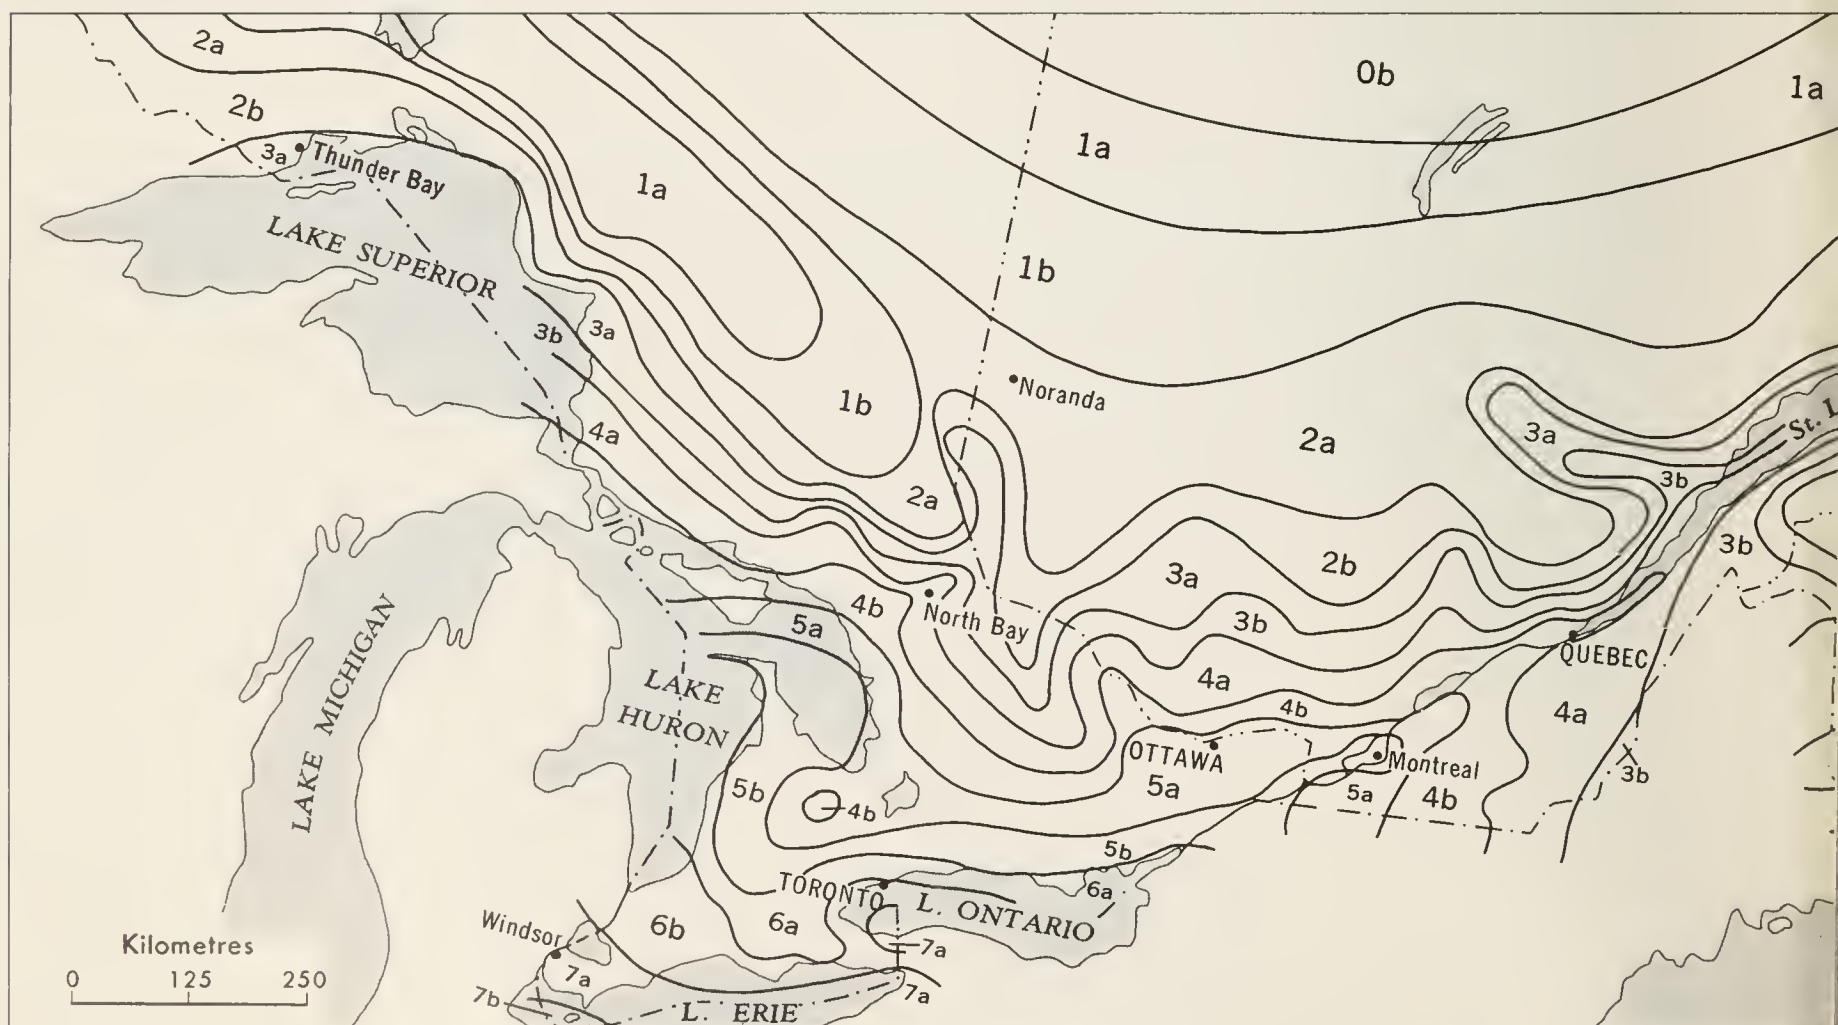 2a
Ob
1a
2b
1a
3a
Thunder Bay
1a
LAKE SUPERIOR
1b
3b
3a
Noranda
1b
4a
2a
3a
St. L
2a
3b
3b
2b
3a
4b
North Bay
3b
5a
QUEBEC
LAKE MICHIGAN
LAKE
HURON
4a
4b
4a
OTTAWA
Montreal
3b
5b
5a
5a
4b
4b
5b
TORONTO
6a
L. ONTARIO
Windsor
6b
6a
Kilometres
7a
0 125 250
7a
7b
7a
L. ERIE